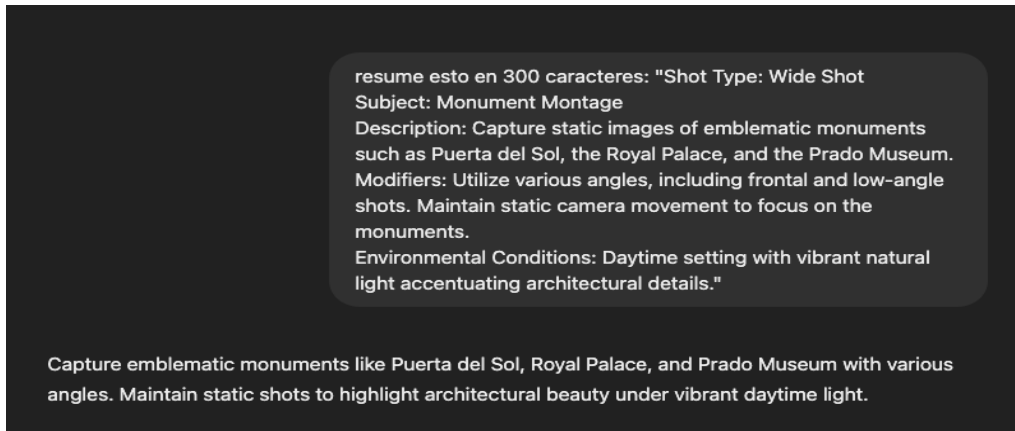 resume esto en 300 caracteres: "Shot Type: Wide Shot
Subject: Monument Montage
Description: Capture static images of emblematic monuments
such as Puerta del Sol, the Royal Palace, and the Prado Museum.
Modifiers: Utilize various angles, including frontal and low-angle
shots. Maintain static camera movement to focus on the
monuments.
Environmental Conditions: Daytime setting with vibrant natural
light accentuating architectural details."
Capture emblematic monuments like Puerta del Sol, Royal Palace, and Prado Museum with various
angles. Maintain static shots to highlight architectural beauty under vibrant daytime light.